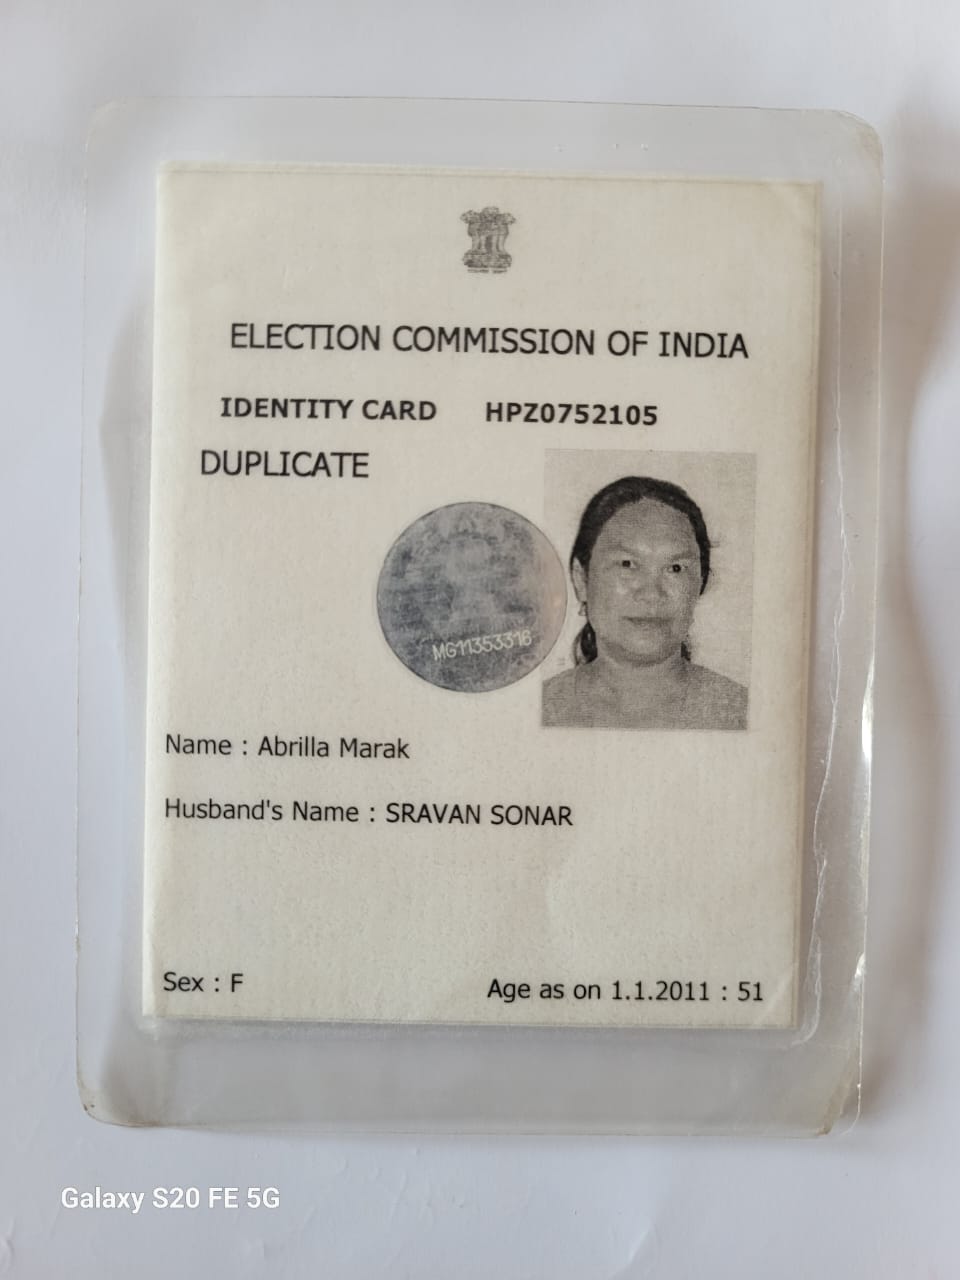 ELECTION COMMISSION OF INDIA
IDENTITY CARD HPZ0752105
DUPLICATE
MG11353316
Name : Abrilla Marak
Husband's Name : SRAVAN SONAR
Sex : F Age as on 1.1.2011 : 51
Galaxy S20 FE 5G